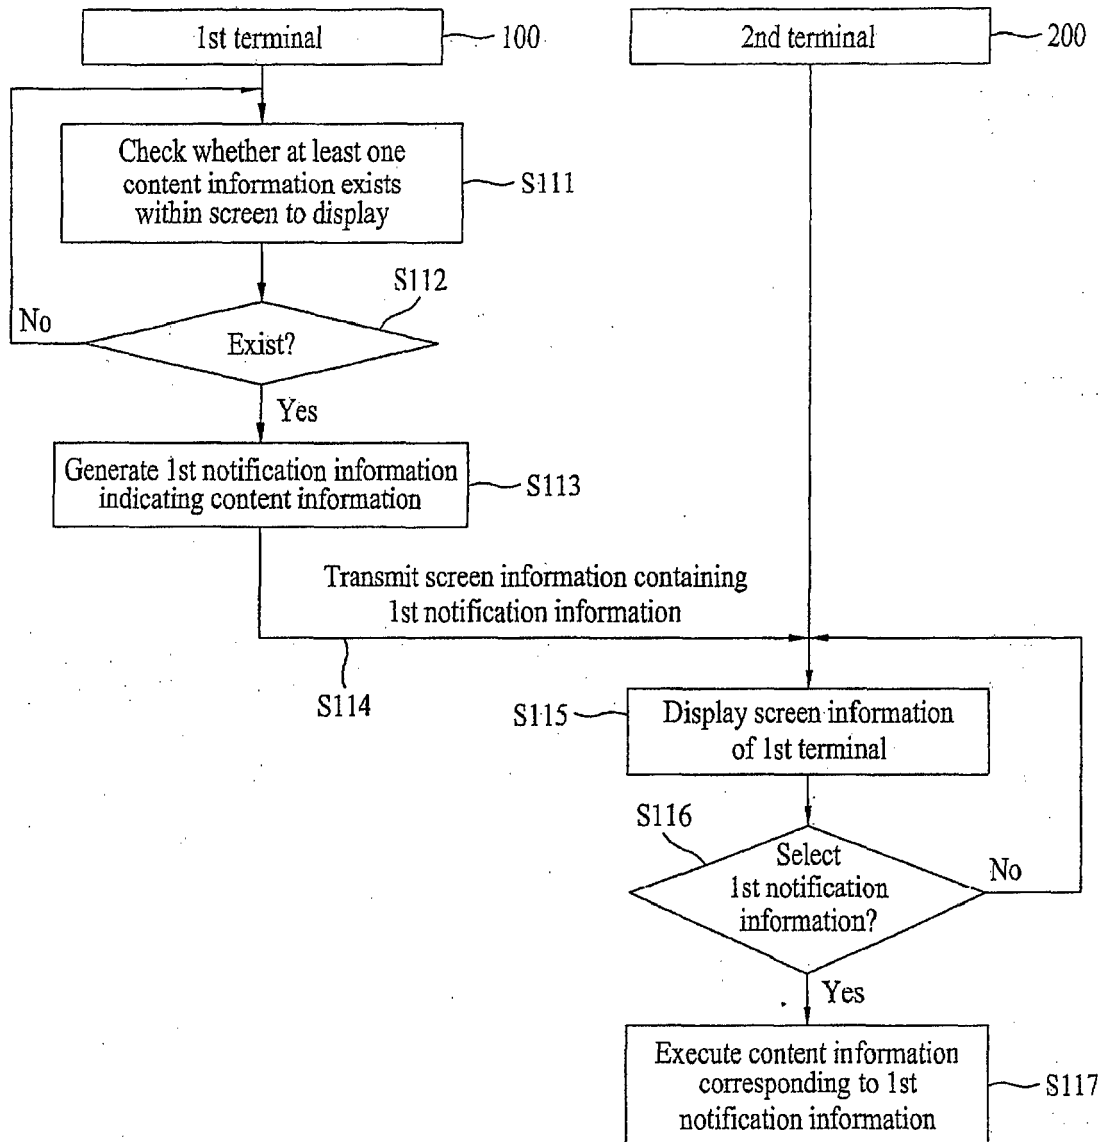 1st terminal
100
2nd terminal
200
Check whether at least one
content information exists
within screen to display
S111
S112
No
Exist?
Yes
Generate 1st notification information
indicating content information
S113
Transmit screen information containing
1st notification information
S114
S115
Display screen information
of 1st terminal
S116
Select
1st notification
information?
No
Yes
Execute content information
corresponding to 1st
notification information
S117